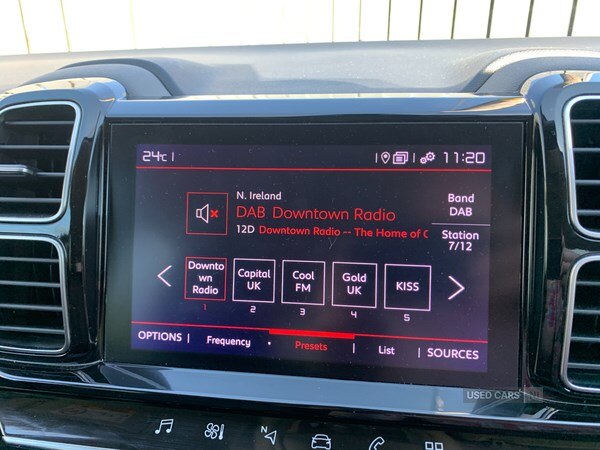 24°C
11:20
N. Ireland
DAB Downtown Radio
12D Downtown Radio -- The Home of C
Band
DAB
Station
7/12
Downto
wn
Radio
1
Capital
UK
2
Cool
FM
3
Gold
UK
4
KISS
5
OPTIONS
Frequency
Presets
List
SOURCES
USED CARS
N